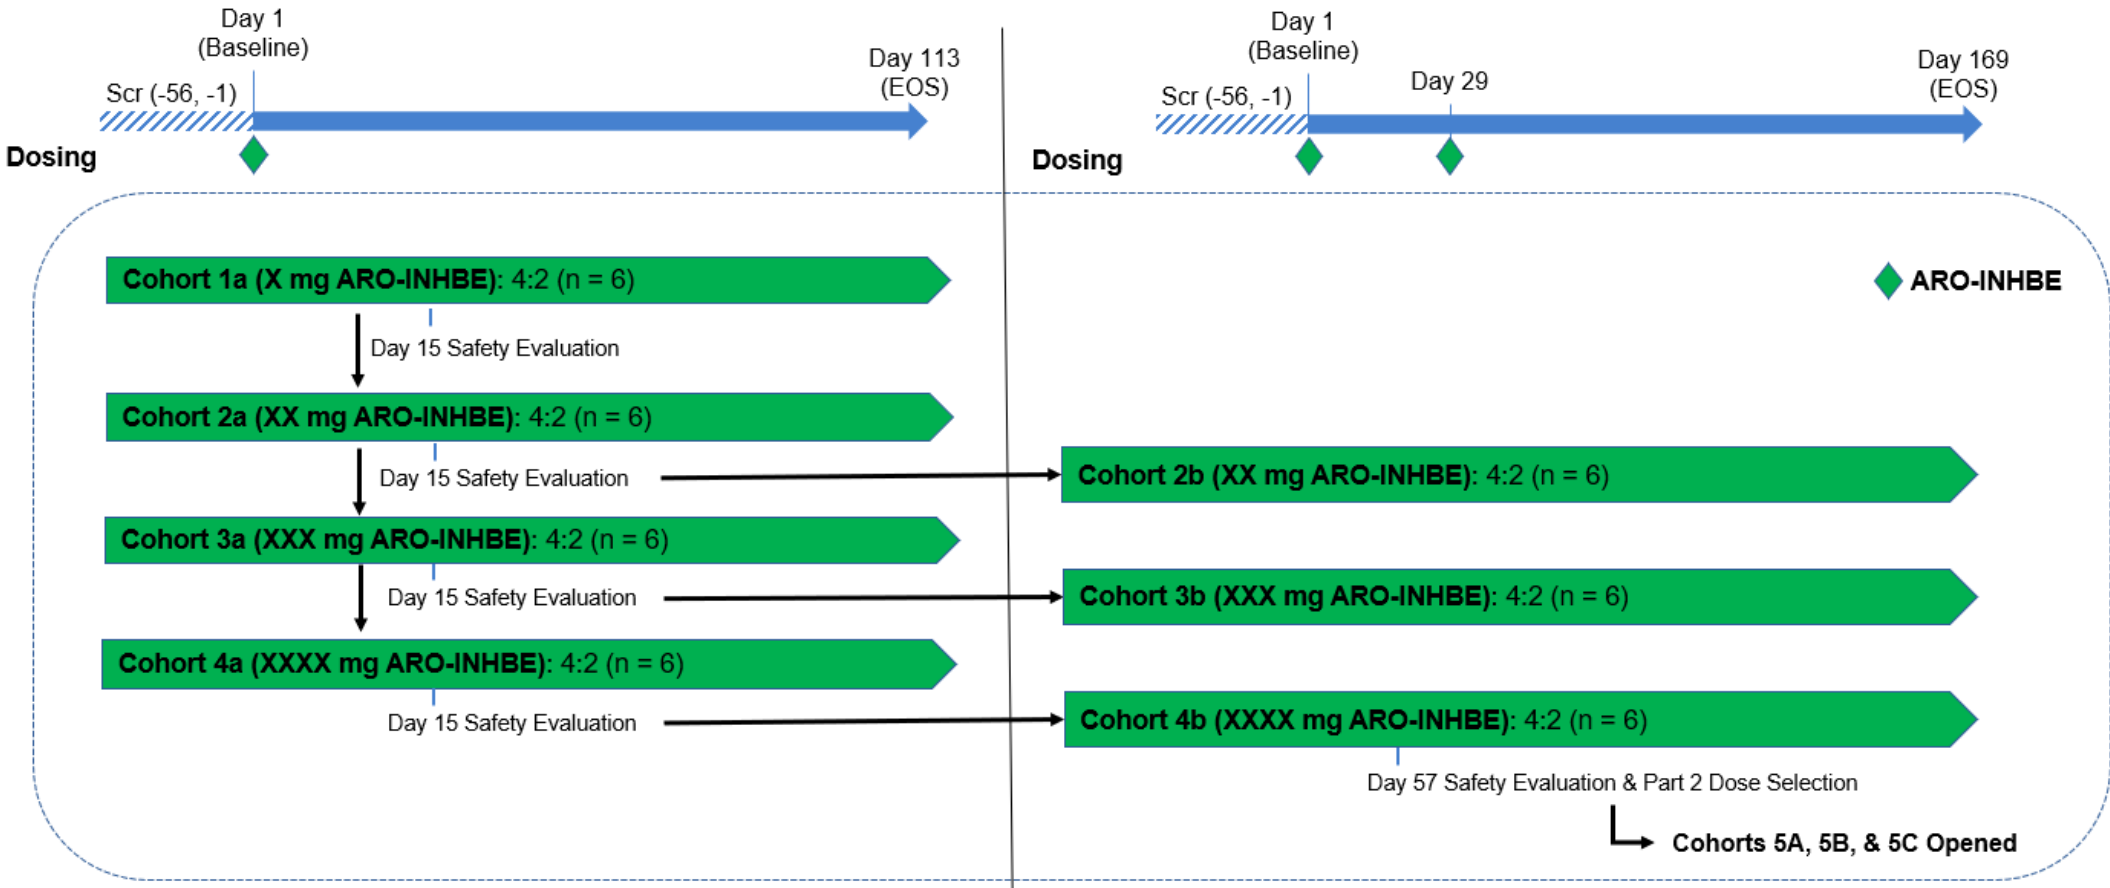 Day 1
(Baseline)
Day 113
(EOS)
Scr (-56, -1)
Dosing
Day 1
(Baseline)
Day 29
Day 169
(EOS)
Scr (-56, -1)
Dosing
Cohort 1a (X mg ARO-INHBE): 4:2 (n = 6)
Day 15 Safety Evaluation
Cohort 2a (XX mg ARO-INHBE): 4:2 (n = 6)
Day 15 Safety Evaluation
Cohort 3a (XXX mg ARO-INHBE): 4:2 (n = 6)
Day 15 Safety Evaluation
Cohort 4a (XXXX mg ARO-INHBE): 4:2 (n = 6)
Day 15 Safety Evaluation
ARO-INHBE
Cohort 2b (XX mg ARO-INHBE): 4:2 (n = 6)
Cohort 3b (XXX mg ARO-INHBE): 4:2 (n = 6)
Cohort 4b (XXXX mg ARO-INHBE): 4:2 (n = 6)
Day 57 Safety Evaluation & Part 2 Dose Selection
Cohorts 5A, 5B, & 5C Opened